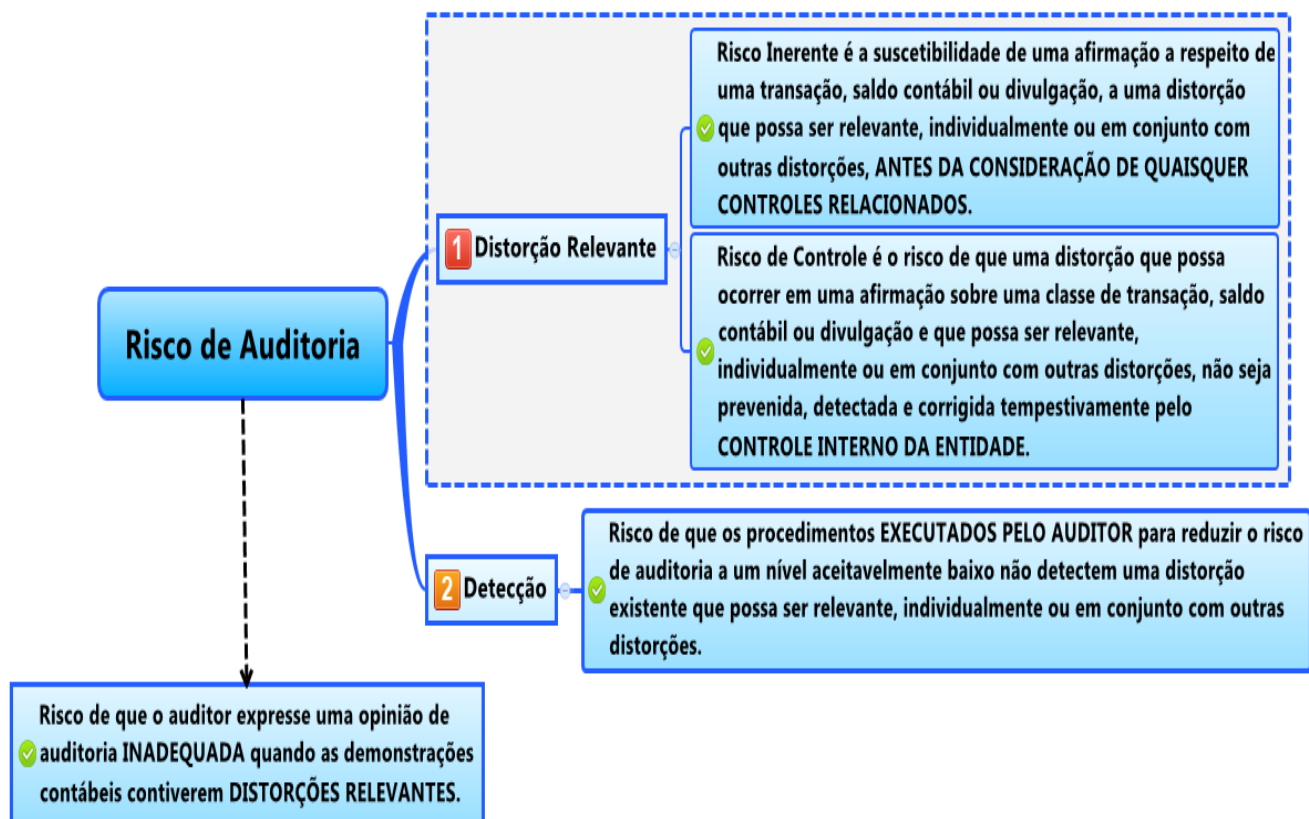 Risco de Auditoria
1 Distorção Relevante
Risco Inerente é a suscetibilidade de uma afirmação a respeito de
uma transação, saldo contábil ou divulgação, a uma distorção
que possa ser relevante, individualmente ou em conjunto com
outras distorções, ANTES DA CONSIDERAÇÃO DE QUAISQUER
CONTROLES RELACIONADOS.
Risco de Controle é o risco de que uma distorção que possa
ocorrer em uma afirmação sobre uma classe de transação, saldo
contábil ou divulgação e que possa ser relevante,
individualmente ou em conjunto com outras distorções, não seja
prevenida, detectada e corrigida tempestivamente pelo
CONTROLE INTERNO DA ENTIDADE.
2 Detecção
Risco de que os procedimentos EXECUTADOS PELO AUDITOR para reduzir o risco
de auditoria a um nível aceitavelmente baixo não detectem uma distorção
existente que possa ser relevante, individualmente ou em conjunto com outras
distorções.
Risco de que o auditor expresse uma opinião de
auditoria INADEQUADA quando as demonstrações
contábeis contiverem DISTORÇÕES RELEVANTES.